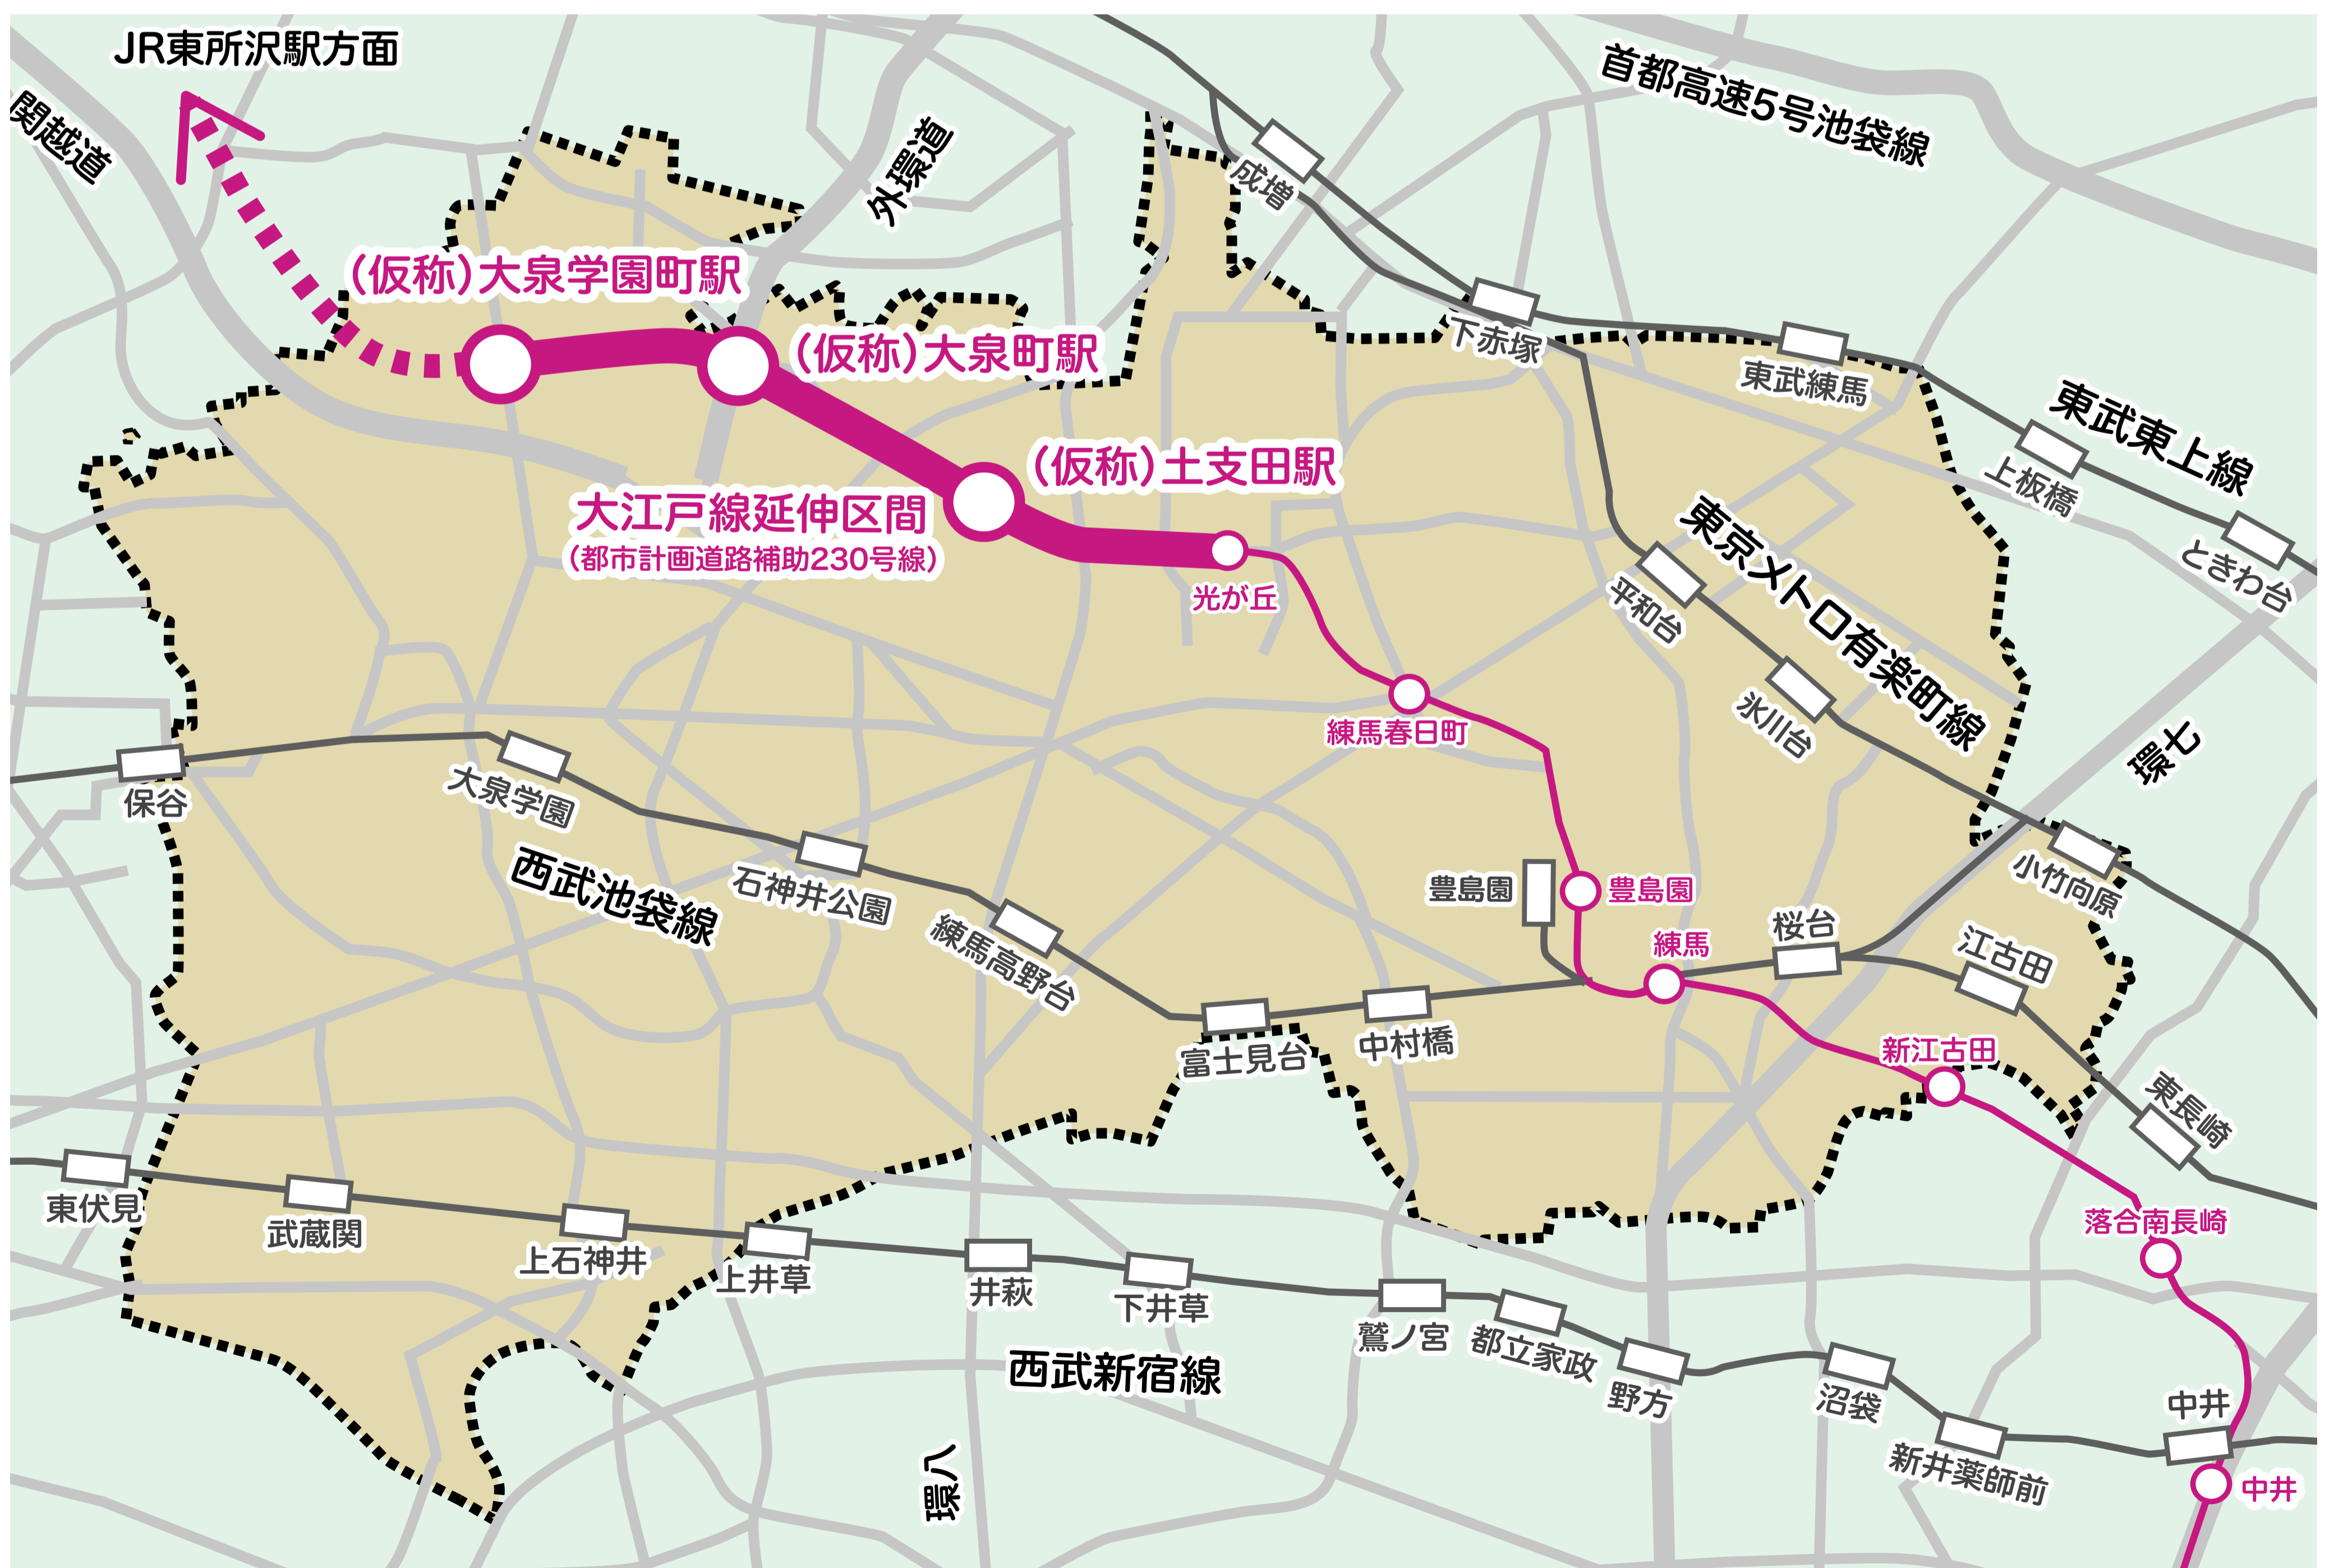 JR東所沢駅方面
関越道
外環道
首都高速5号池袋線
成増
下赤塚
東武練馬
東武東上線
上板橋
ときわ台
(仮称)大泉学園町駅
(仮称)大泉町駅
(仮称)土支田駅
大江戸線延伸区間
(都市計画道路補助230号線)
光が丘
東京メトロ有楽町線
平和台
氷川台
環七
小竹向原
練馬春日町
保谷
大泉学園
西武池袋線
石神井公園
練馬高野台
富士見台
中村橋
豊島園
豊島園
練馬
桜台
江古田
新江古田
東長崎
落合南長崎
東伏見
武蔵関
上石神井
上井草
井荻
下井草
西武新宿線
鷺ノ宮
都立家政
野方
沼袋
新井薬師前
中井
中井
環八